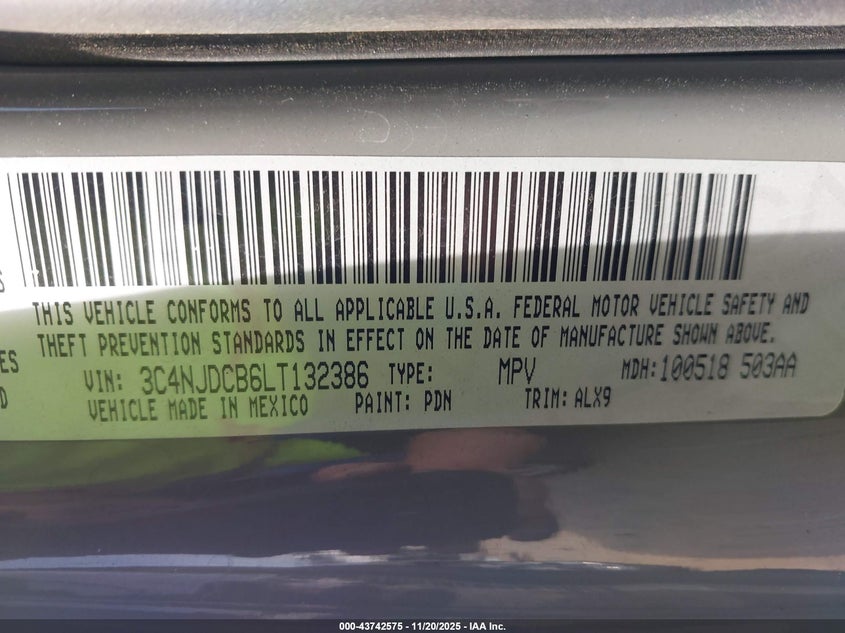 S
THIS VEHICLE CONFORMS TO ALL APPLICABLE U.S.A. FEDERAL MOTOR VEHICLE SAFETY AND
THEFT PREVENTION STANDARDS IN EFFECT ON THE DATE OF MANUFACTURE SHOWN ABOVE.
ES
VIN: 3C4NJDCB6LT132386 TYPE: MPV MDH: 100518 503AA
D
VEHICLE MADE IN MEXICO PAINT: PDN TRIM: ALX9
000-43742575 — 11/20/2025 — IAA Inc.